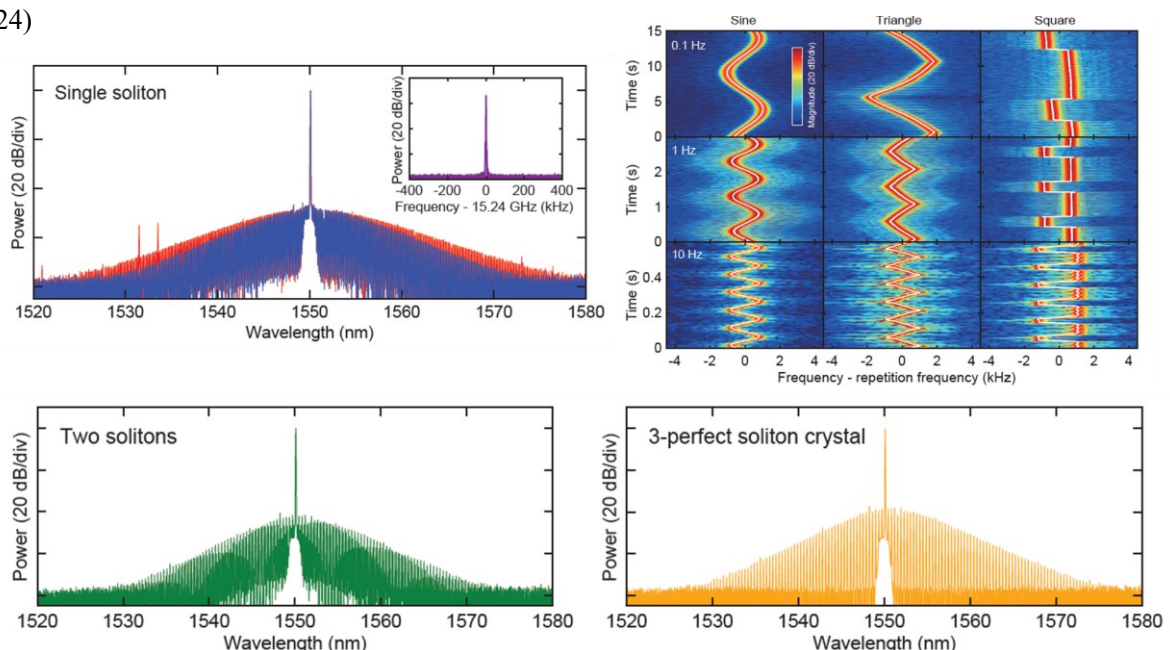 24)
Single soliton
Power (20 dB/div)
1520 1530 1540 1550 1560 1570 1580
Wavelength (nm)
Power (20 dB/div)
-400 -200 0 200 400
Frequency - 15.24 GHz (kHz)
Sine Triangle Square
0.1 Hz
Magnitude (20 dB/div)
Time (s)
15
10
5
0
1 Hz
Time (s)
2
1
0
10 Hz
Time (s)
0.4
0.2
0
-4 -2 0 2 4 -4 -2 0 2 4 -4 -2 0 2 4
Frequency - repetition frequency (kHz)
Two solitons
Power (20 dB/div)
1520 1530 1540 1550 1560 1570 1580
Wavelength (nm)
3-perfect soliton crystal
Power (20 dB/div)
1520 1530 1540 1550 1560 1570 1580
Wavelength (nm)